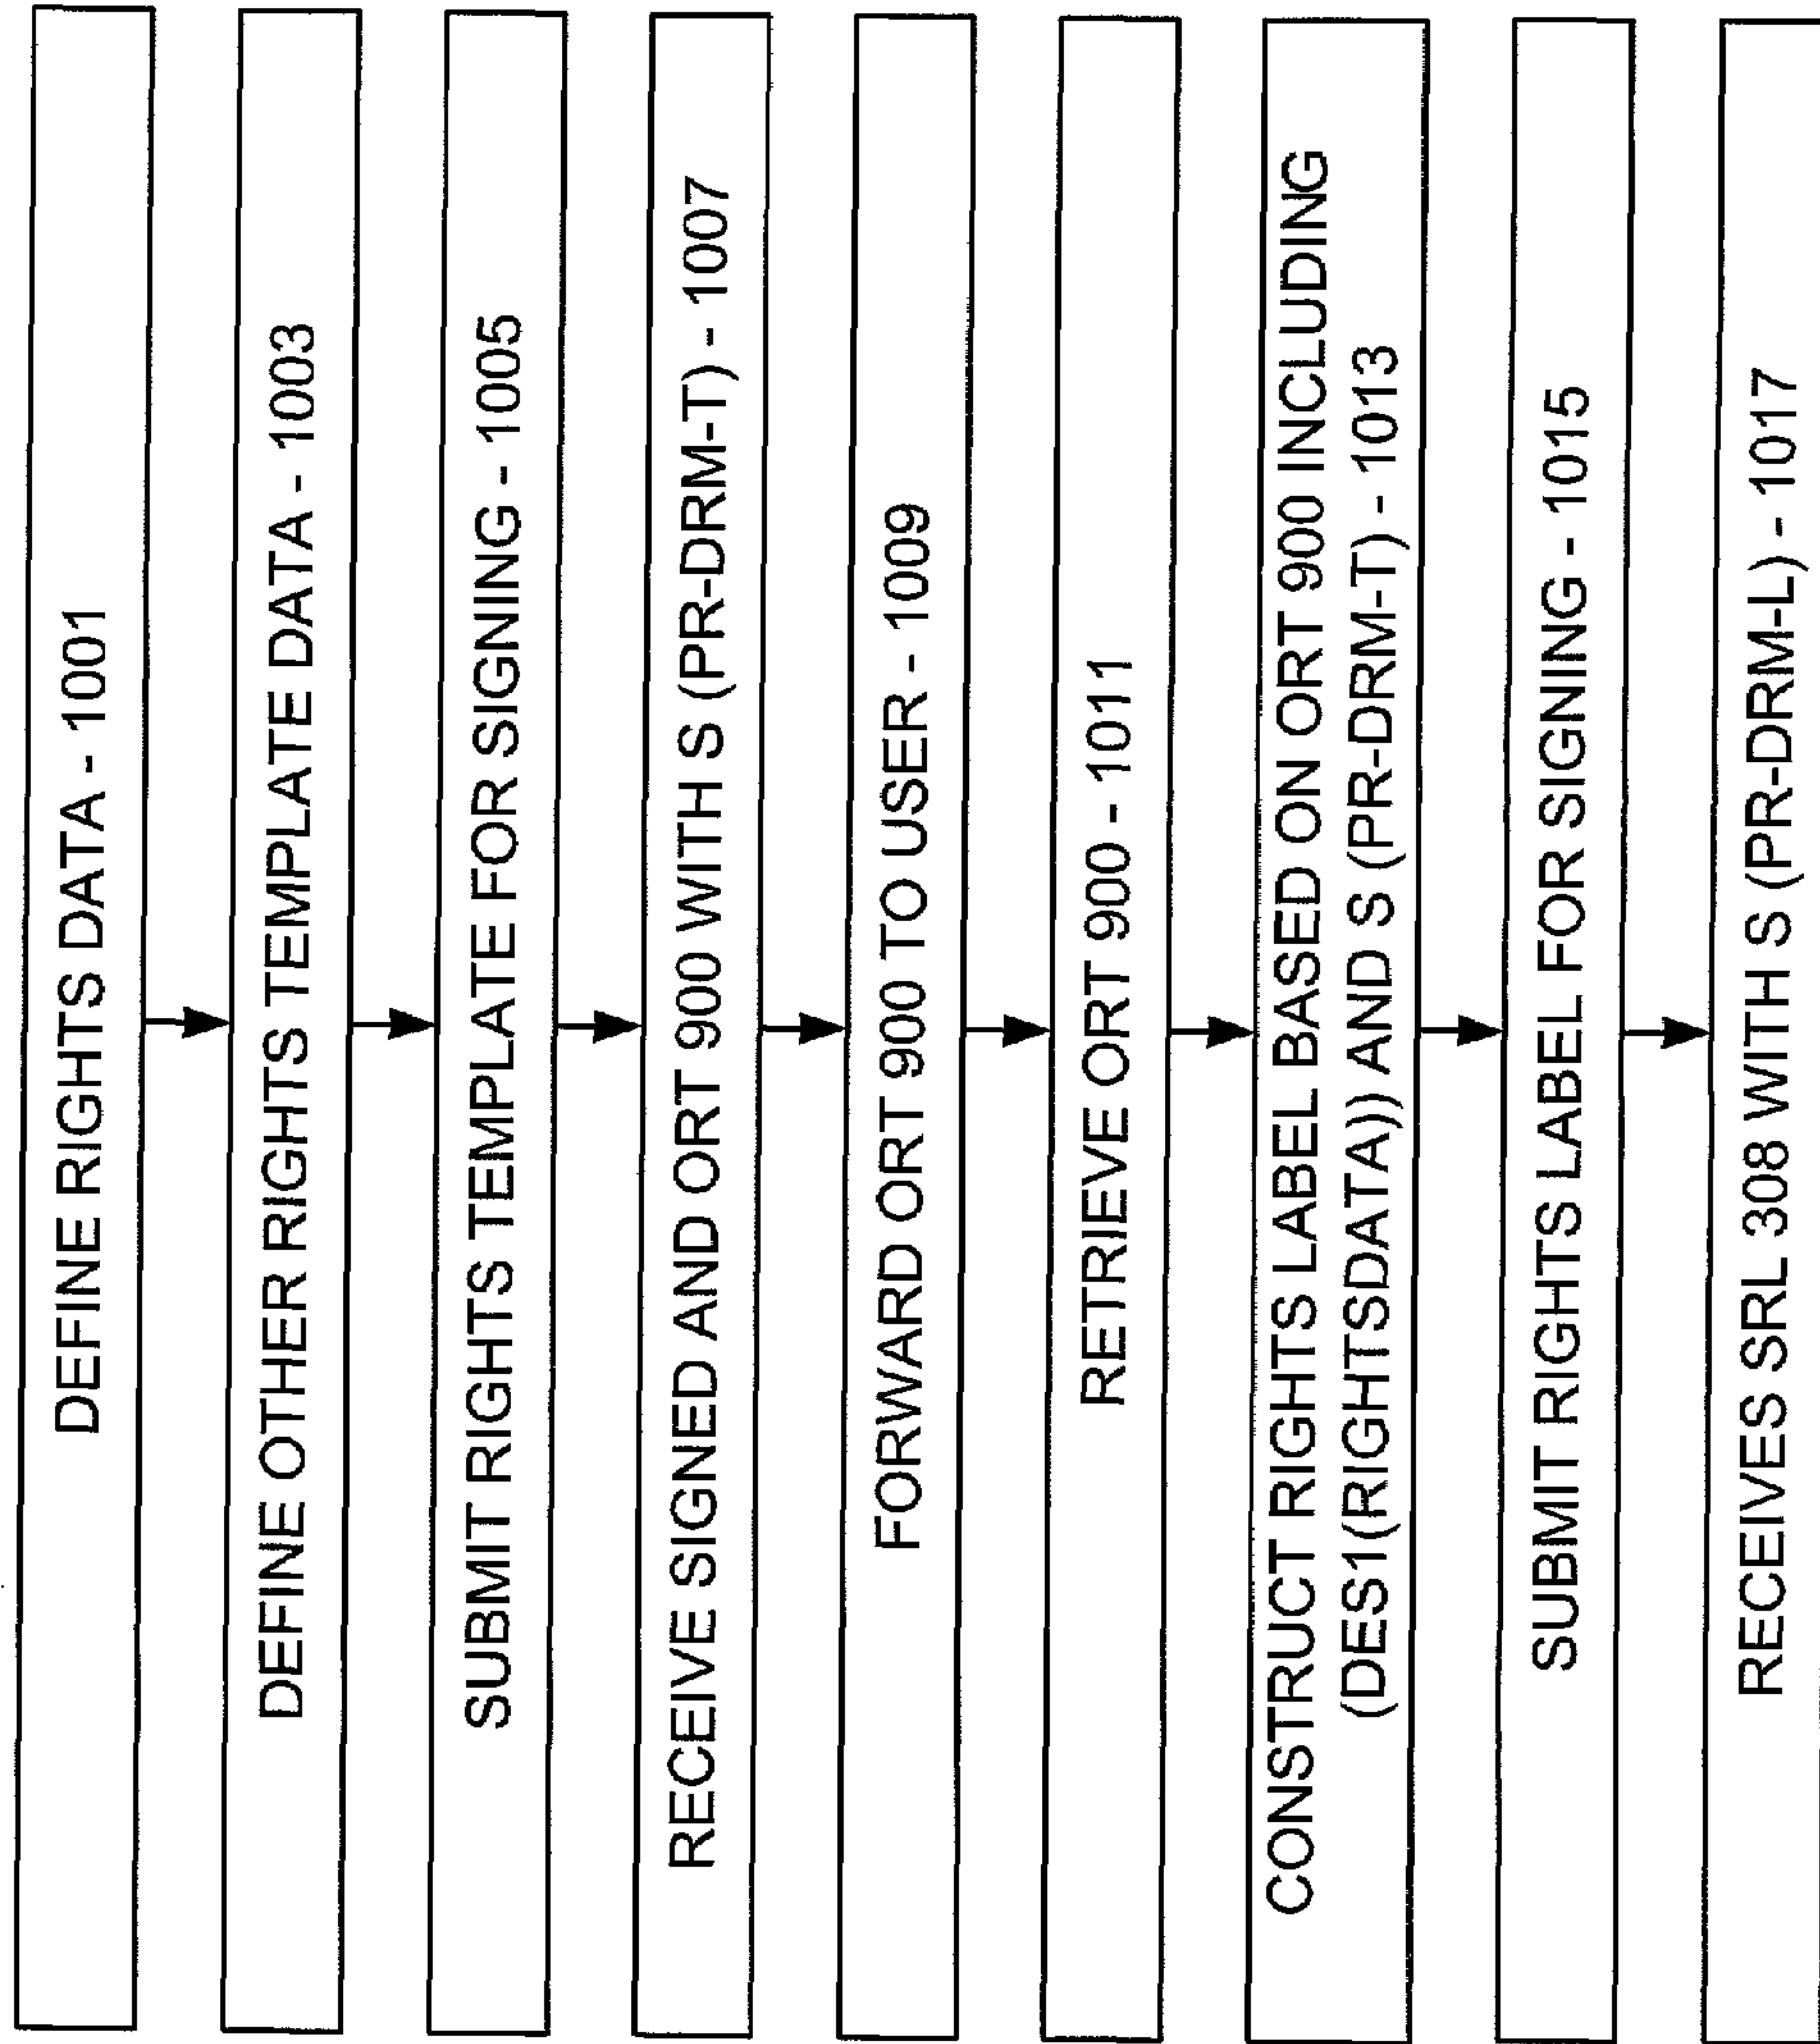 DEFINE RIGHTS DATA - 1001
DEFINE OTHER RIGHTS TEMPLATE DATA - 1003
SUBMIT RIGHTS TEMPLATE FOR SIGNING - 1005
RECEIVE SIGNED AND ORT 900 WITH S (PR-DRM-T) - 1007
FORWARD ORT 900 TO USER - 1009
RETRIEVE ORT 900 - 1011
CONSTRUCT RIGHTS LABEL BASED ON ORT 900 INCLUDING
(DES1(RIGHTSDATA)) AND S (PR-DRM-T) - 1013
SUBMIT RIGHTS LABEL FOR SIGNING - 1015
RECEIVES SRL 308 WITH S (PR-DRM-L) - 1017